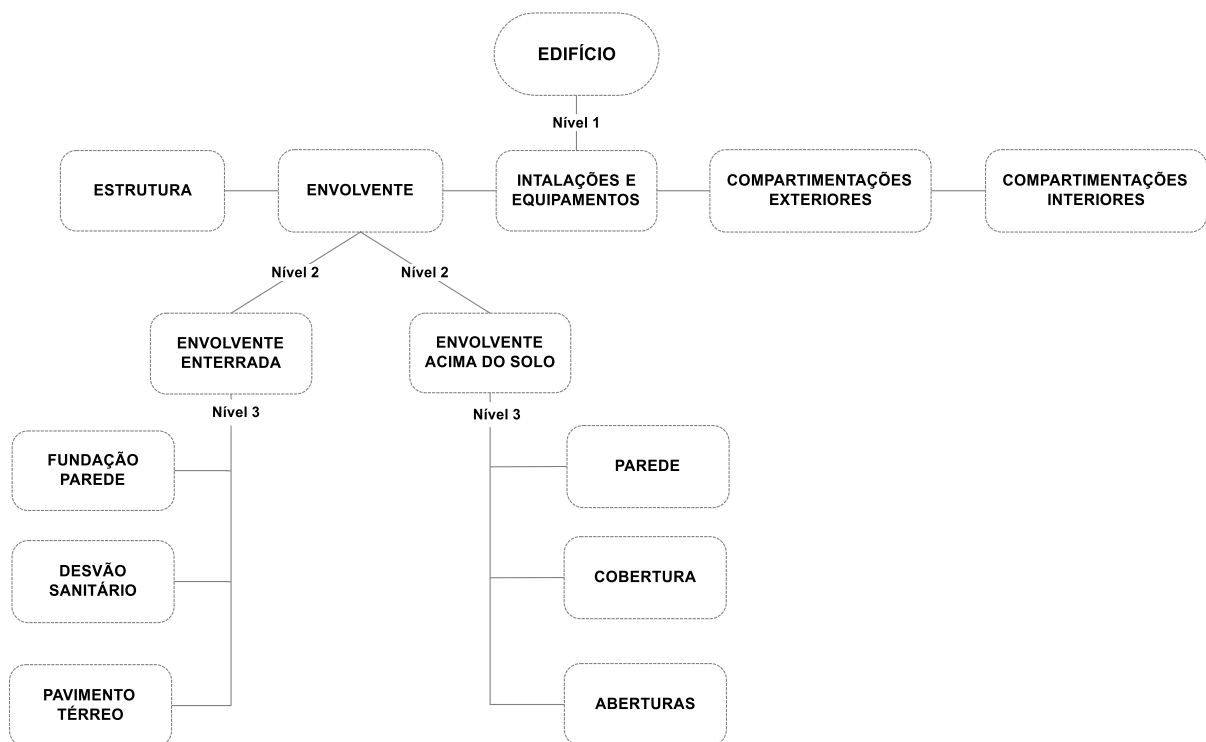 EDIFÍCIO
Nível 1
ESTRUTURA
ENVOLVENTE
INTALAÇÕES E
EQUIPAMENTOS
COMPARTIMENTAÇÕES
EXTERIORES
COMPARTIMENTAÇÕES
INTERIORES
Nível 2
Nível 2
ENVOLVENTE
ENTERRADA
ENVOLVENTE
ACIMA DO SOLO
Nível 3
Nível 3
FUNDAÇÃO
PAREDE
PAREDE
DESVÃO
SANITÁRIO
COBERTURA
PAVIMENTO
TÉRREO
ABERTURAS